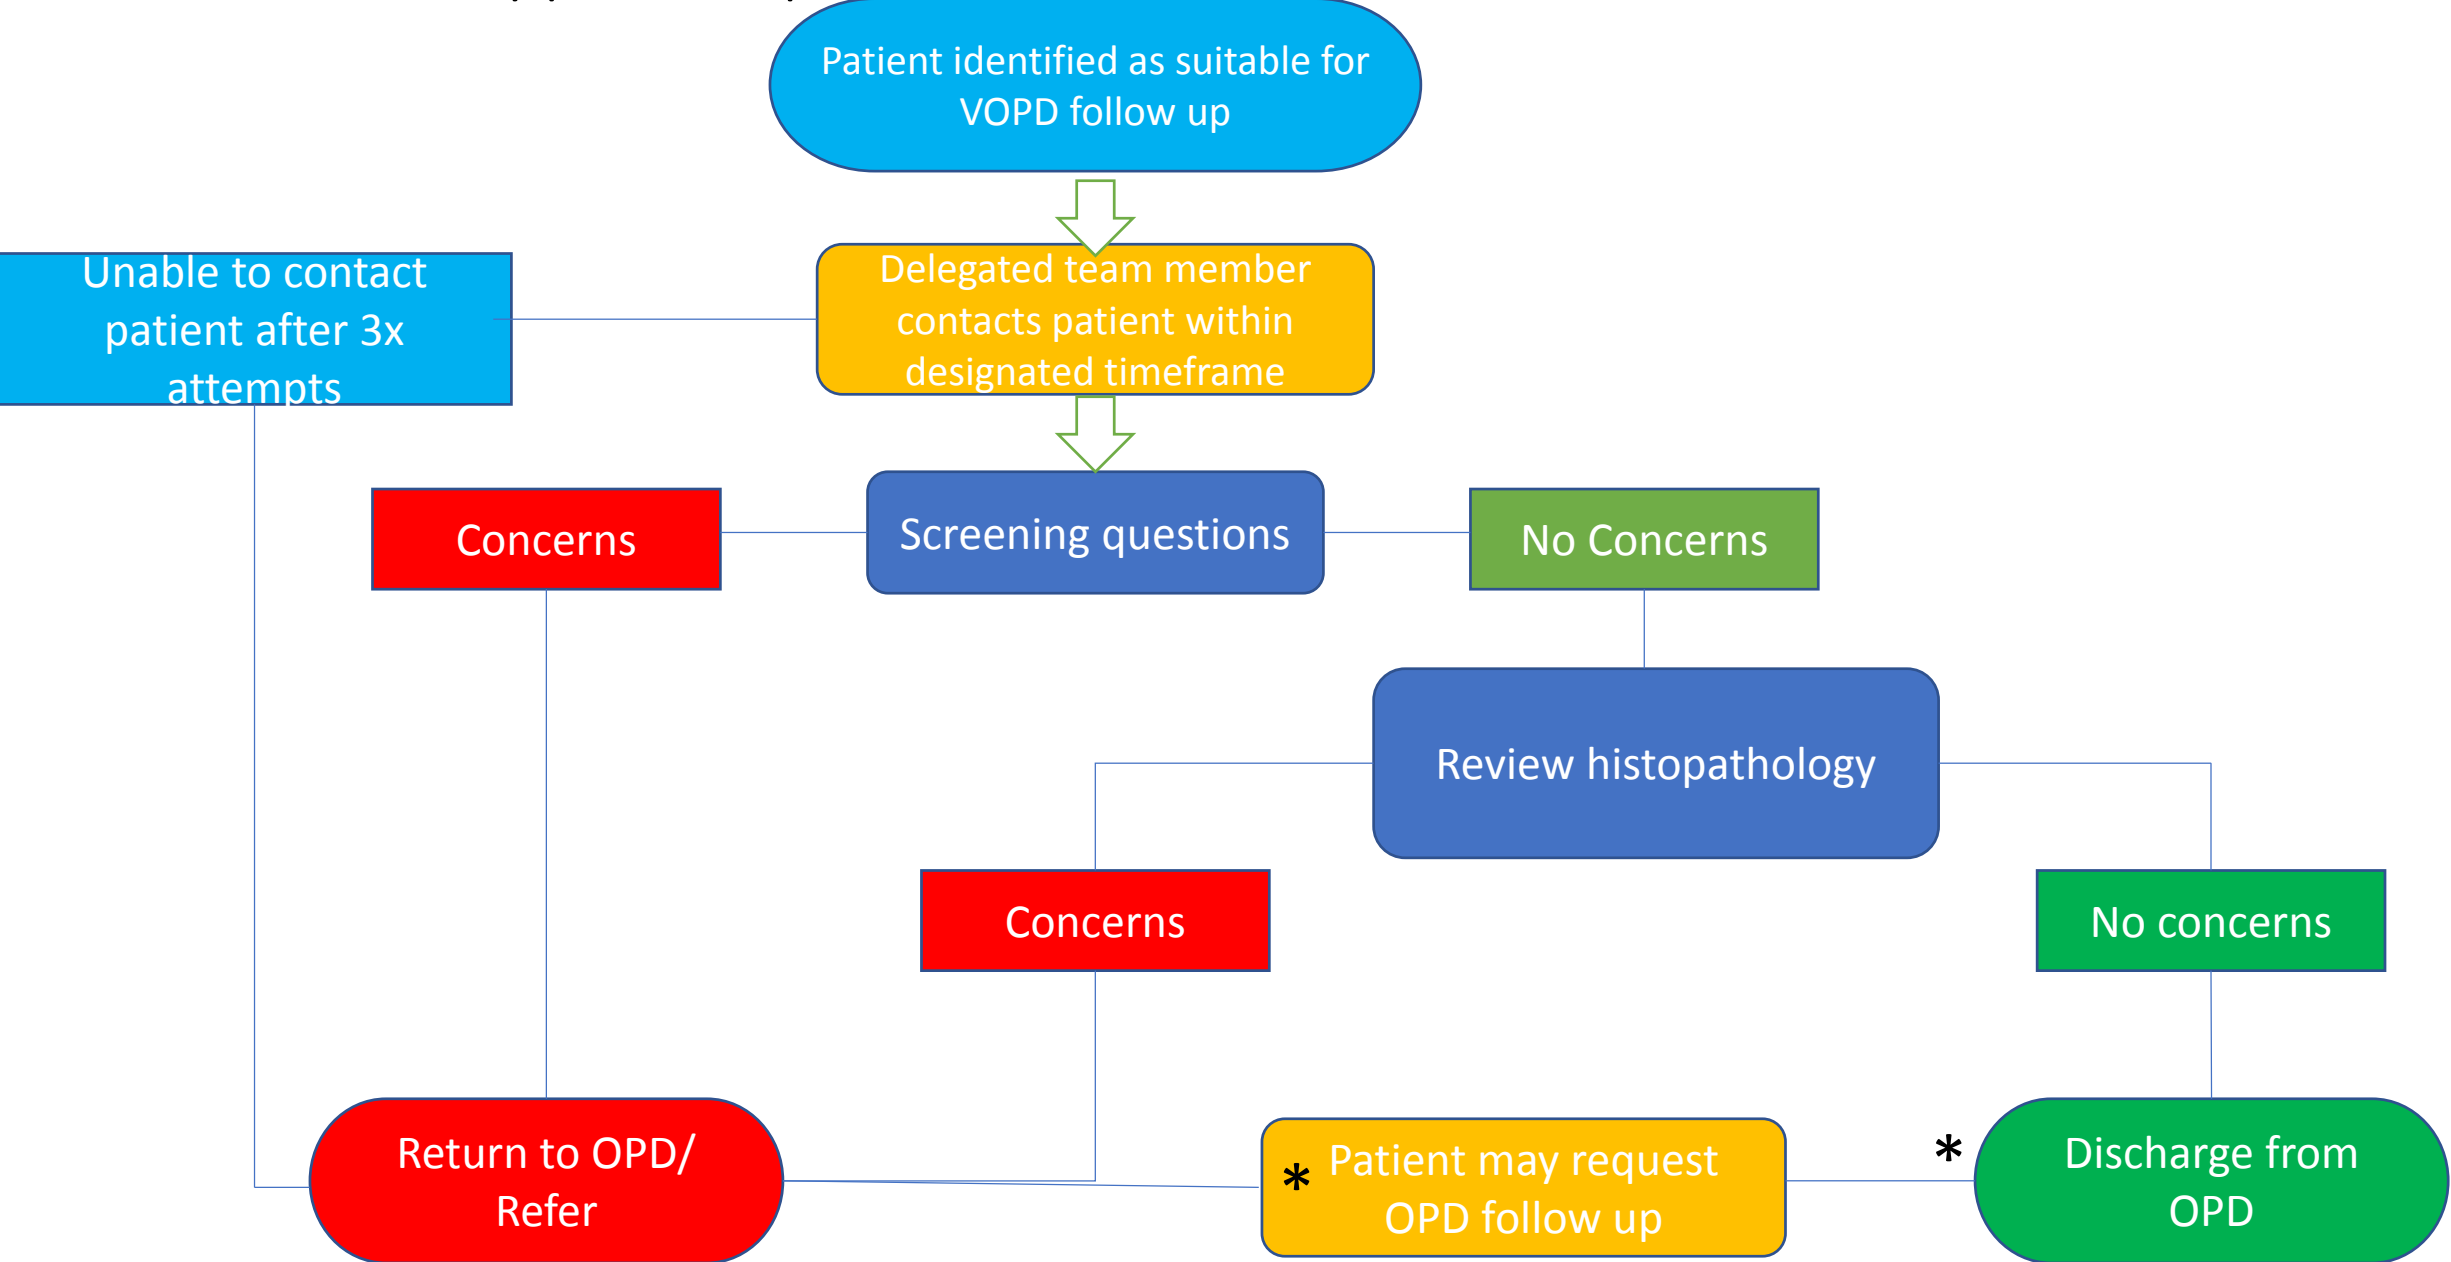 Patient identified as suitable for
VOPD follow up
Unable to contact
patient after 3x
attempts
Delegated team member
contacts patient within
designated timeframe
Concerns
Screening questions
No Concerns
Review histopathology
Concerns
No concerns
Return to OPD/
Refer
* Patient may request
OPD follow up
* Discharge from
OPD